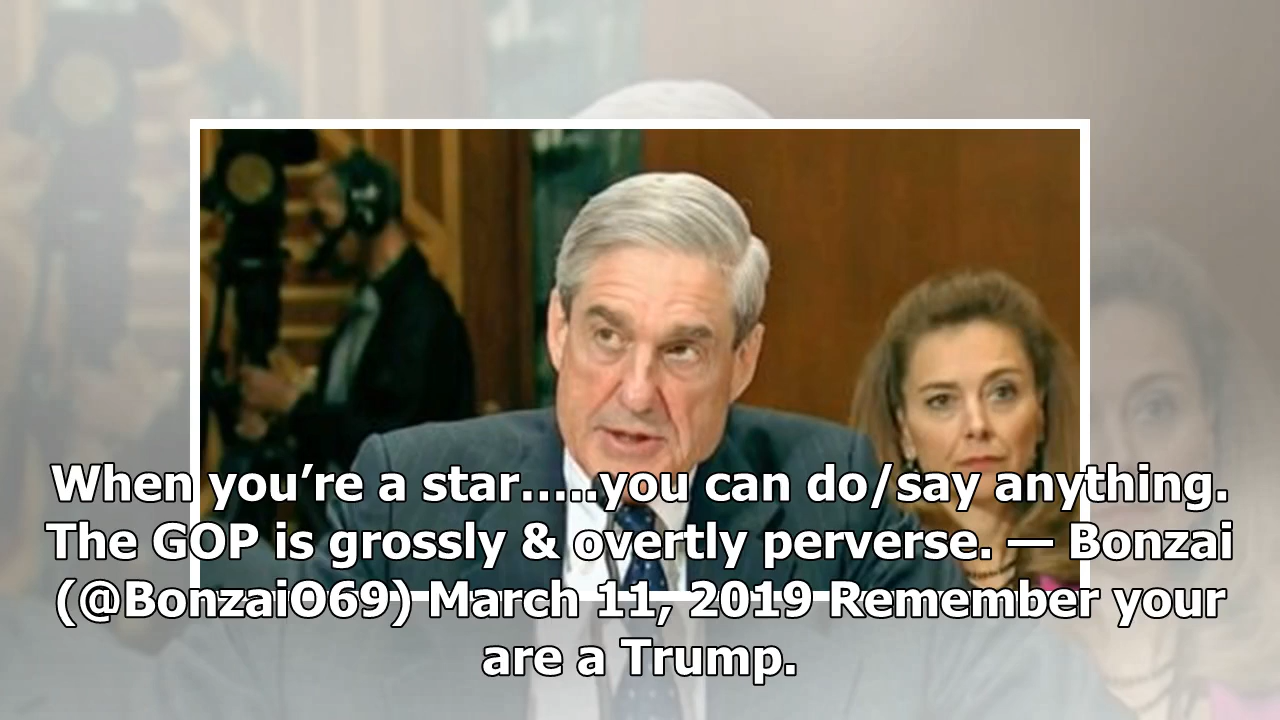 When you’re a star…..you can do/say anything.
The GOP is grossly & overtly perverse. — Bonzai
(@BonzaiO69) March 11, 2019 Remember your
are a Trump.